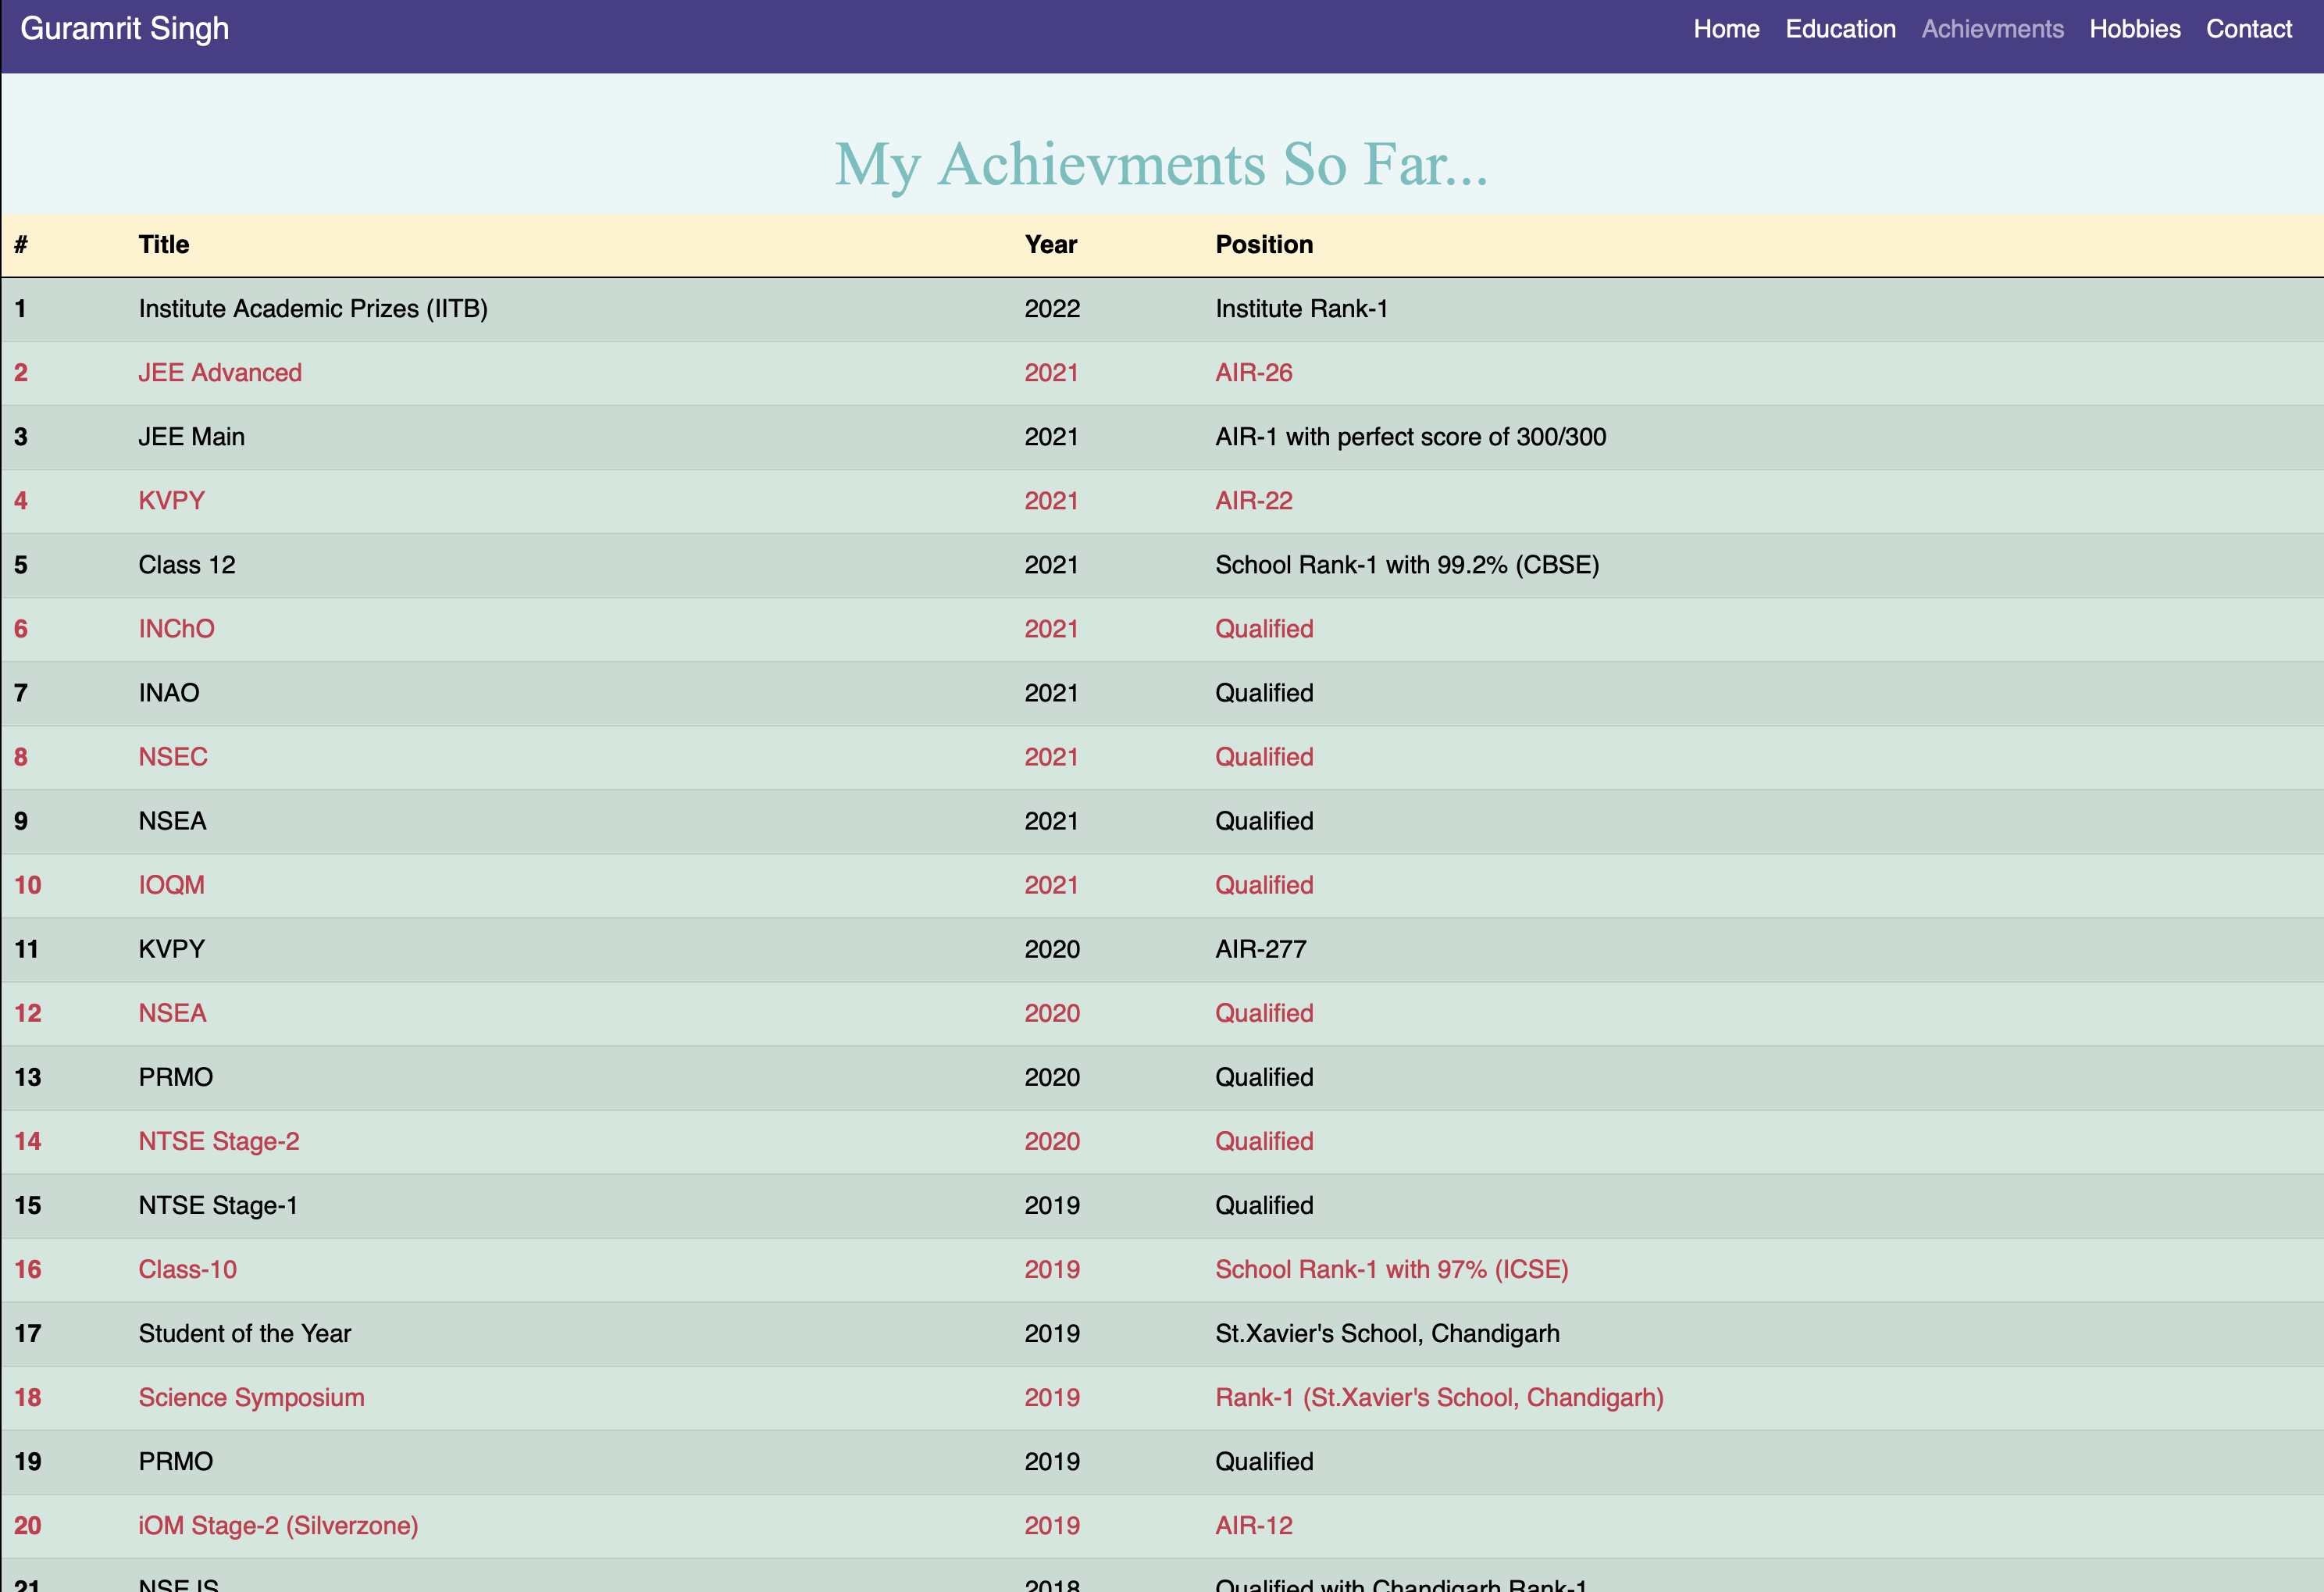 Guramrit Singh Home Education Achievments Hobbies Contact
My Achievments So Far...
# Title Year Position
1 Institute Academic Prizes (IITB) 2022 Institute Rank-1
2 JEE Advanced 2021 AIR-26
3 JEE Main 2021 AIR-1 with perfect score of 300/300
4 KVPY 2021 AIR-22
5 Class 12 2021 School Rank-1 with 99.2% (CBSE)
6 INChO 2021 Qualified
7 INAO 2021 Qualified
8 NSEC 2021 Qualified
9 NSEA 2021 Qualified
10 IOQM 2021 Qualified
11 KVPY 2020 AIR-277
12 NSEA 2020 Qualified
13 PRMO 2020 Qualified
14 NTSE Stage-2 2020 Qualified
15 NTSE Stage-1 2019 Qualified
16 Class-10 2019 School Rank-1 with 97% (ICSE)
17 Student of the Year 2019 St.Xavier's School, Chandigarh
18 Science Symposium 2019 Rank-1 (St.Xavier's School, Chandigarh)
19 PRMO 2019 Qualified
20 iOM Stage-2 (Silverzone) 2019 AIR-12
21 NSEJS 2018 Qualified with Chandigarh Rank-1